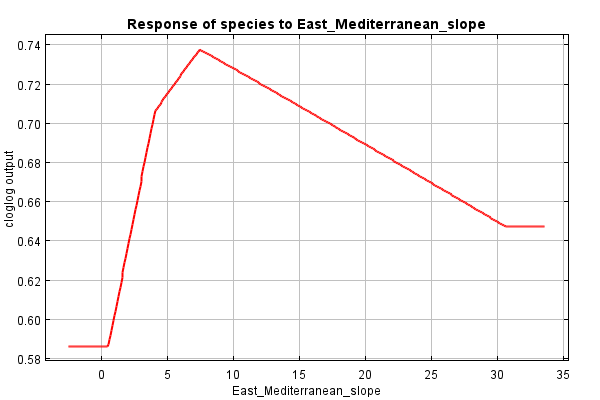 Response of species to East_Mediterranean_slope
0.74
0.72
0.70
0.68
0.66
0.64
0.62
0.60
0.58
cloglog output
0 5 10 15 20 25 30 35
East_Mediterranean_slope